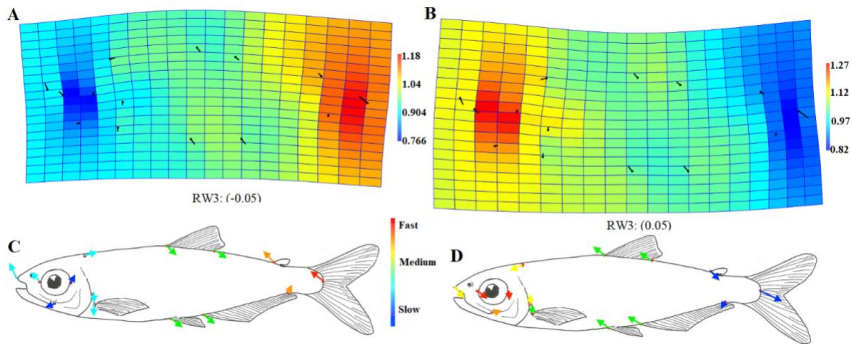 A
B
1.18
1.04
0.904
0.766
1.27
1.12
0.97
0.82
RW3: (-0.05)
RW3: (0.05)
C
Fast
Medium
Slow
D